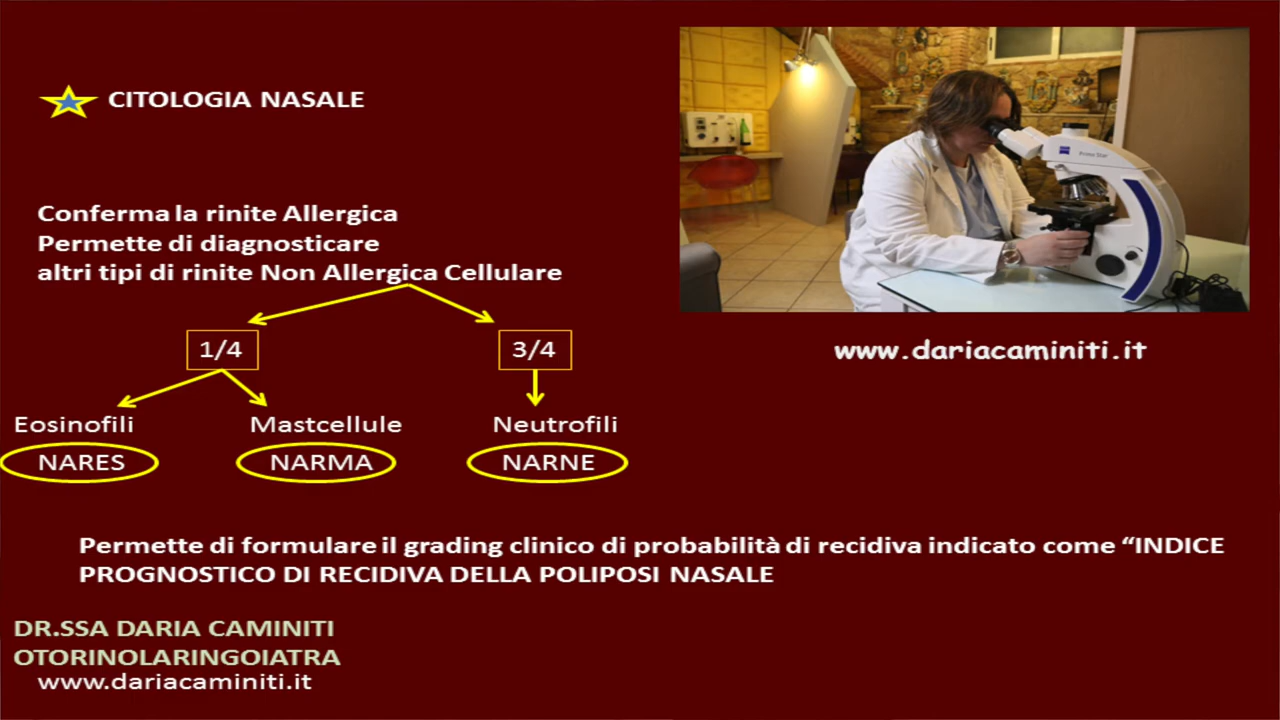 CITOLOGIA NASALE
Conferma la rinite Allergica
Permette di diagnosticare
altri tipi di rinite Non Allergica Cellulare
1/4
3/4
Eosinofili
Mastcellule
Neutrofili
NARES
NARMA
NARNE
Prima Star
www.dariacaminiti.it
Permette di formulare il grading clinico di probabilità di recidiva indicato come “INDICE
PROGNOSTICO DI RECIDIVA DELLA POLIPOSI NASALE
DR.SSA DARIA CAMINITI
OTORINOLARINGOIATRA
www.dariacaminiti.it